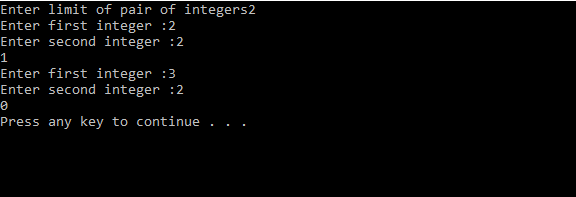 Enter limit of pair of integers2
Enter first integer :2
Enter second integer :2
1
Enter first integer :3
Enter second integer :2
0
Press any key to continue . . .